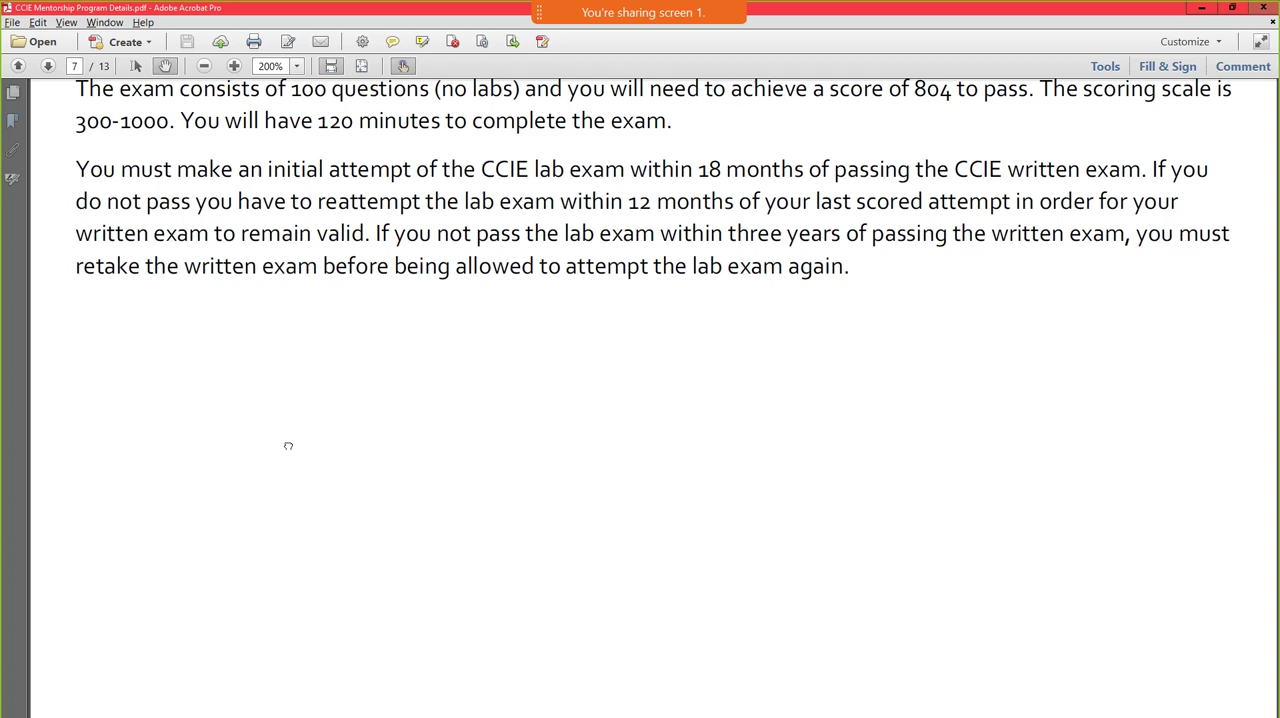 CCIE Mentorship Program Details.pdf - Adobe Acrobat Pro
You're sharing screen 1.
File Edit View Window Help
Open Create Customize
7 / 13 200% Tools Fill & Sign Comment
The exam consists of 100 questions (no labs) and you will need to achieve a score of 804 to pass. The scoring scale is
300-1000. You will have 120 minutes to complete the exam.
You must make an initial attempt of the CCIE lab exam within 18 months of passing the CCIE written exam. If you
do not pass you have to reattempt the lab exam within 12 months of your last scored attempt in order for your
written exam to remain valid. If you not pass the lab exam within three years of passing the written exam, you must
retake the written exam before being allowed to attempt the lab exam again.